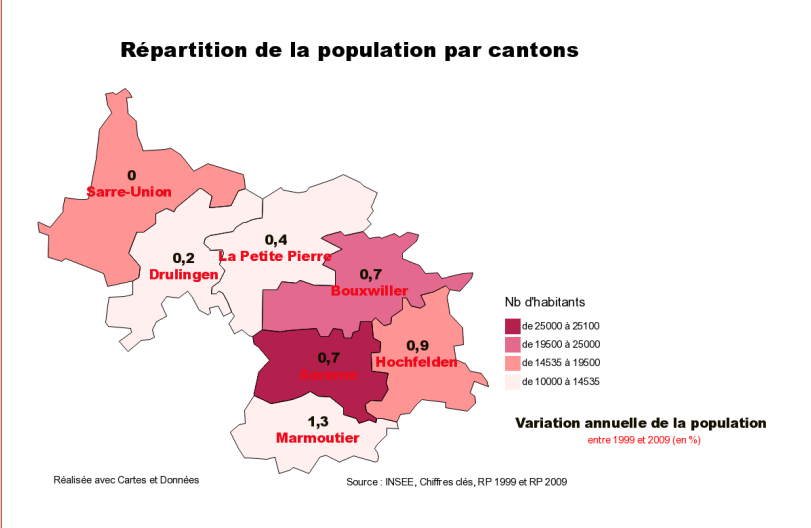 Répartition de la population par cantons
0
Sarre-Union
0,4
La Petite Pierre
0,2
Drulingen
0,7
Bouxwiller
0,9
Hochfelden
0,7
Saverne
1,3
Marmoutier
Nb d'habitants
de 25000 à 25100
de 19500 à 25000
de 14535 à 19500
de 10000 à 14535
Variation annuelle de la population
entre 1999 et 2009 (en %)
Réalisée avec Cartes et Données
Source : INSEE, Chiffres clés, RP 1999 et RP 2009